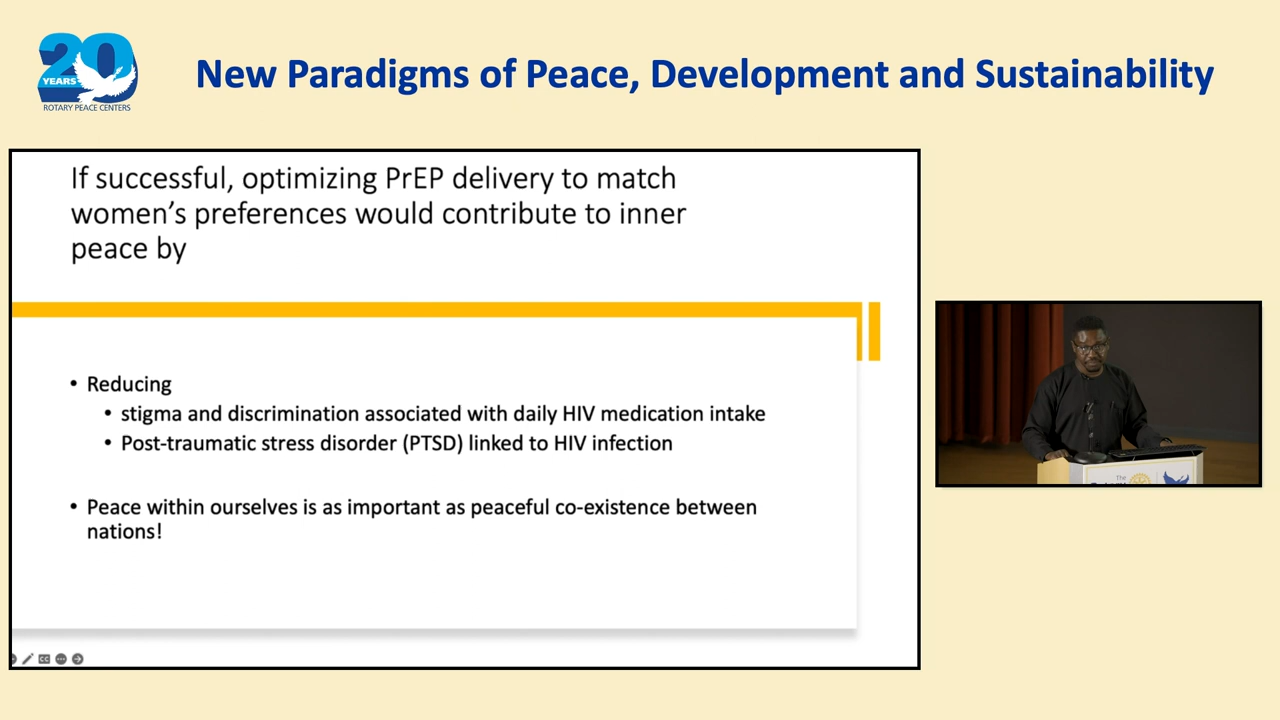 20
YEARS
ROTARY PEACE CENTERS
New Paradigms of Peace, Development and Sustainability
If successful, optimizing PrEP delivery to match
women’s preferences would contribute to inner
peace by
• Reducing
• stigma and discrimination associated with daily HIV medication intake
• Post-traumatic stress disorder (PTSD) linked to HIV infection
• Peace within ourselves is as important as peaceful co-existence between
nations!
The